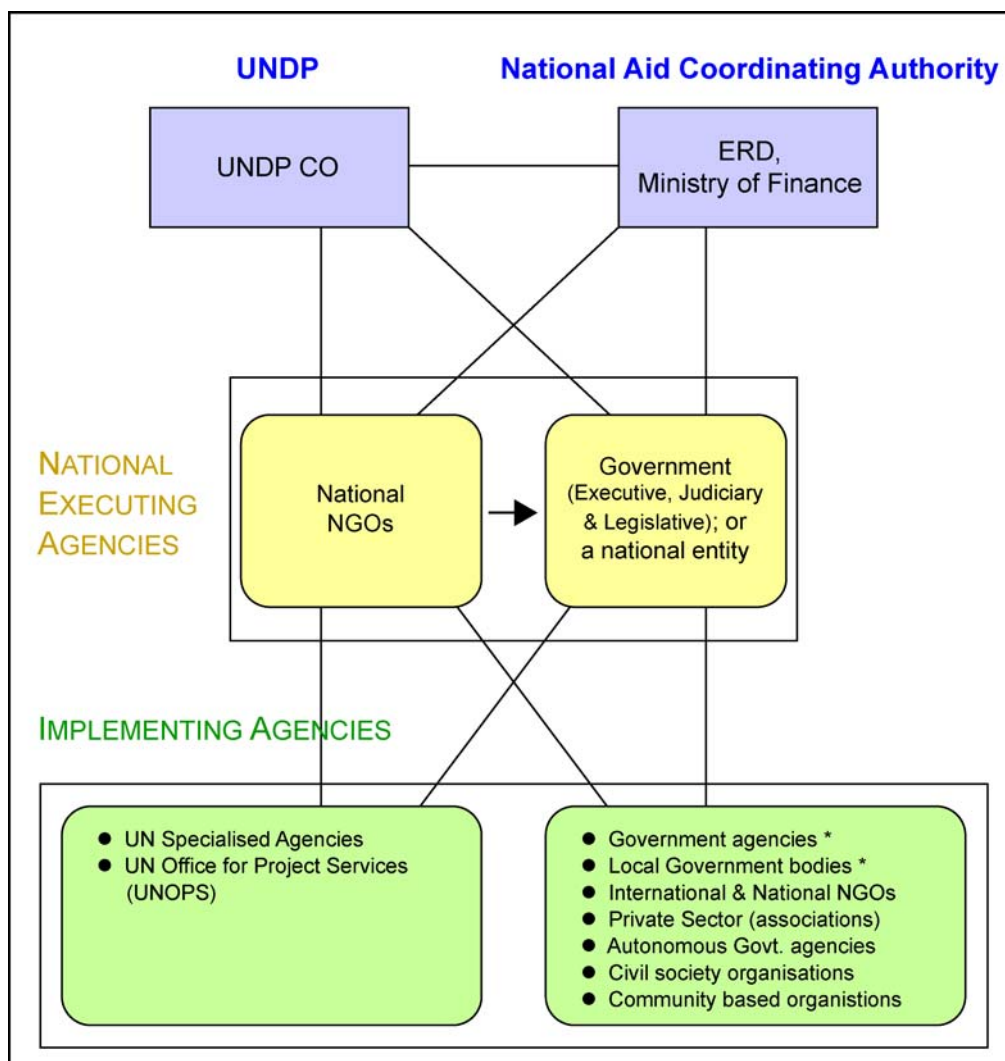 UNDP
National Aid Coordinating Authority
UNDP CO
ERD,
Ministry of Finance
NATIONAL
EXECUTING
AGENCIES
National
NGOs
Government
(Executive, Judiciary
& Legislative); or
a national entity
IMPLEMENTING AGENCIES
● UN Specialised Agencies
● UN Office for Project Services
(UNOPS)
● Government agencies *
● Local Government bodies *
● International & National NGOs
● Private Sector (associations)
● Autonomous Govt. agencies
● Civil society organisations
● Community based organistions